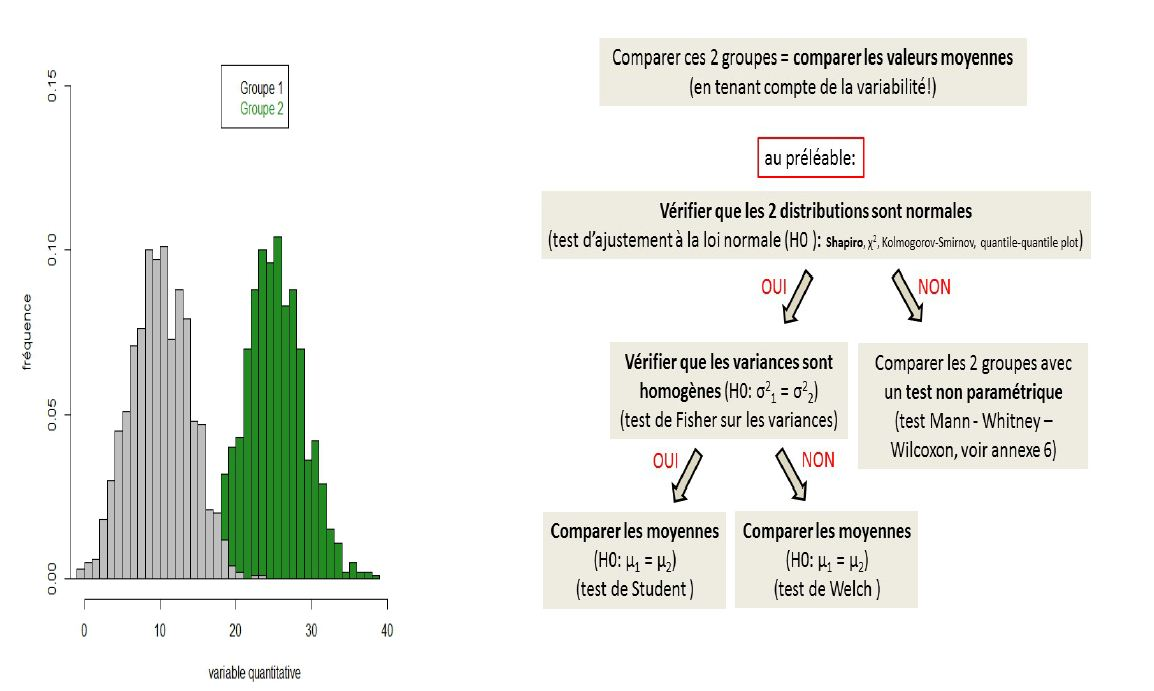 Groupe 1
Groupe 2
0.15
0.10
0.05
0.00
fréquence
0 10 20 30 40
variable quantitative
Comparer ces 2 groupes = comparer les valeurs moyennes
(en tenant compte de la variabilité!)
au préléable:
Vérifier que les 2 distributions sont normales
(test d'ajustement à la loi normale (H0 ): Shapiro, χ², Kolmogorov-Smirnov, quantile-quantile plot)
OUI
NON
Vérifier que les variances sont
homogènes (H0: σ²₁ = σ²₂)
(test de Fisher sur les variances)
Comparer les 2 groupes avec
un test non paramétrique
(test Mann - Whitney –
Wilcoxon, voir annexe 6)
OUI
NON
Comparer les moyennes
(H0: μ₁ = μ₂)
(test de Student )
Comparer les moyennes
(H0: μ₁ = μ₂)
(test de Welch )